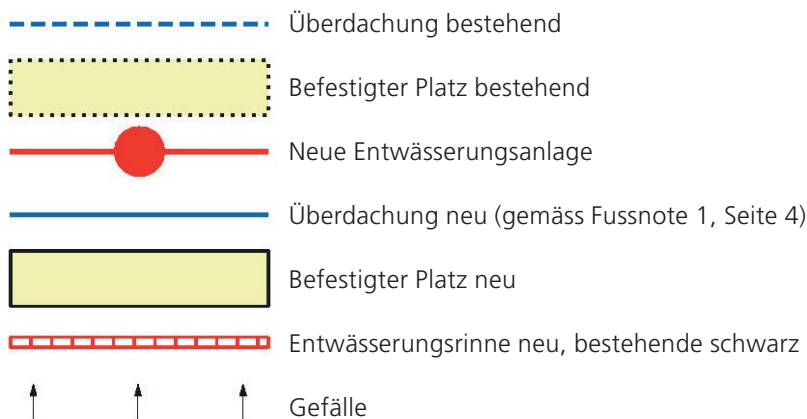 Überdachung bestehend
Befestigter Platz bestehend
Neue Entwässerungsanlage
Überdachung neu (gemäss Fussnote 1, Seite 4)
Befestigter Platz neu
Entwässerungsrinne neu, bestehende schwarz
Gefälle